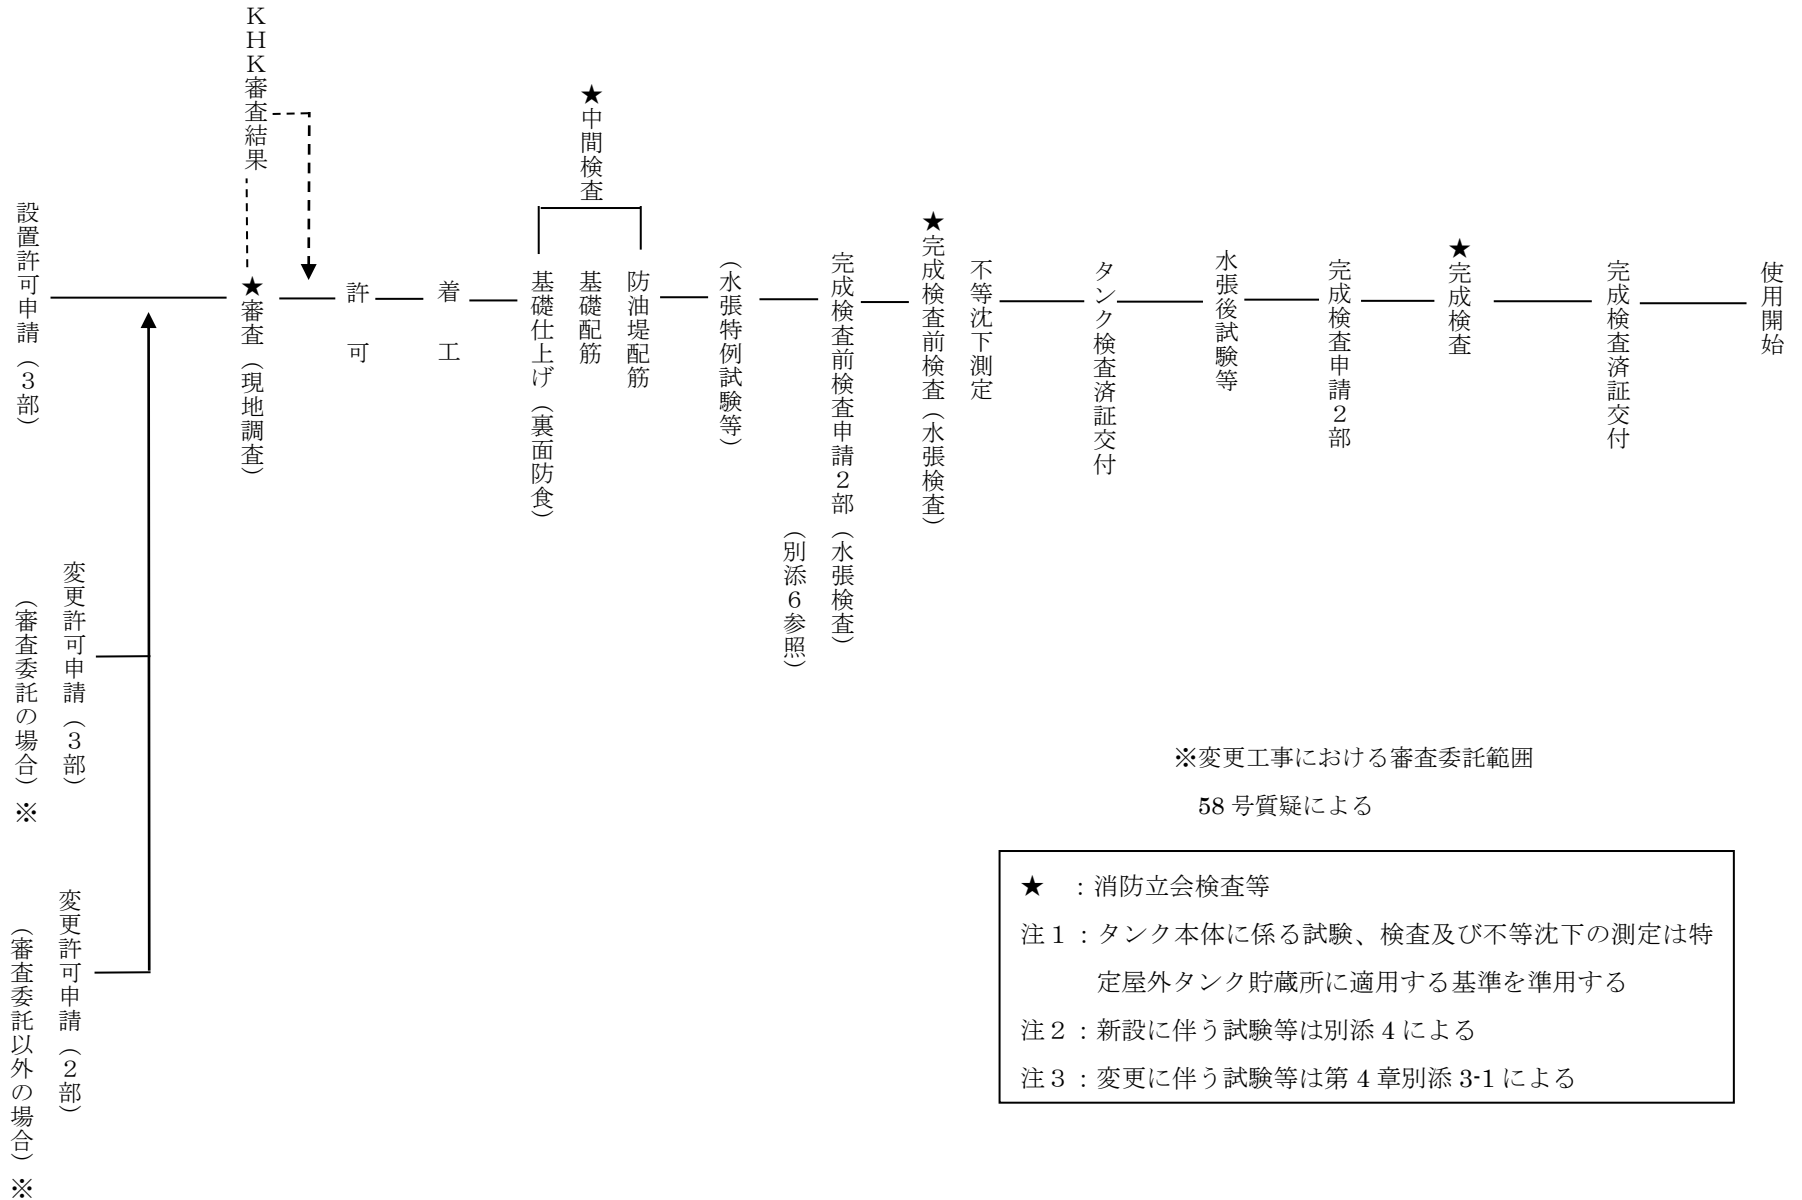 設置許可申請（３部）
変更許可申請（３部）
（審査委託の場合）※
変更許可申請（２部）
（審査委託以外の場合）※
ＫＨＫ審査結果
★審査（現地調査）
許可
着工
★中間検査
基礎仕上げ（裏面防食）
基礎配筋
防油堤配筋
（水張特例試験等）
完成検査前検査申請２部（水張検査）
（別添６参照）
★完成検査前検査（水張検査）
不等沈下測定
タンク検査済証交付
水張後試験等
完成検査申請２部
★完成検査
完成検査済証交付
使用開始
※変更工事における審査委託範囲
58 号質疑による
★　：消防立会検査等
注１：タンク本体に係る試験、検査及び不等沈下の測定は特
定屋外タンク貯蔵所に適用する基準を準用する
注２：新設に伴う試験等は別添 4 による
注３：変更に伴う試験等は第 4 章別添 3-1 による